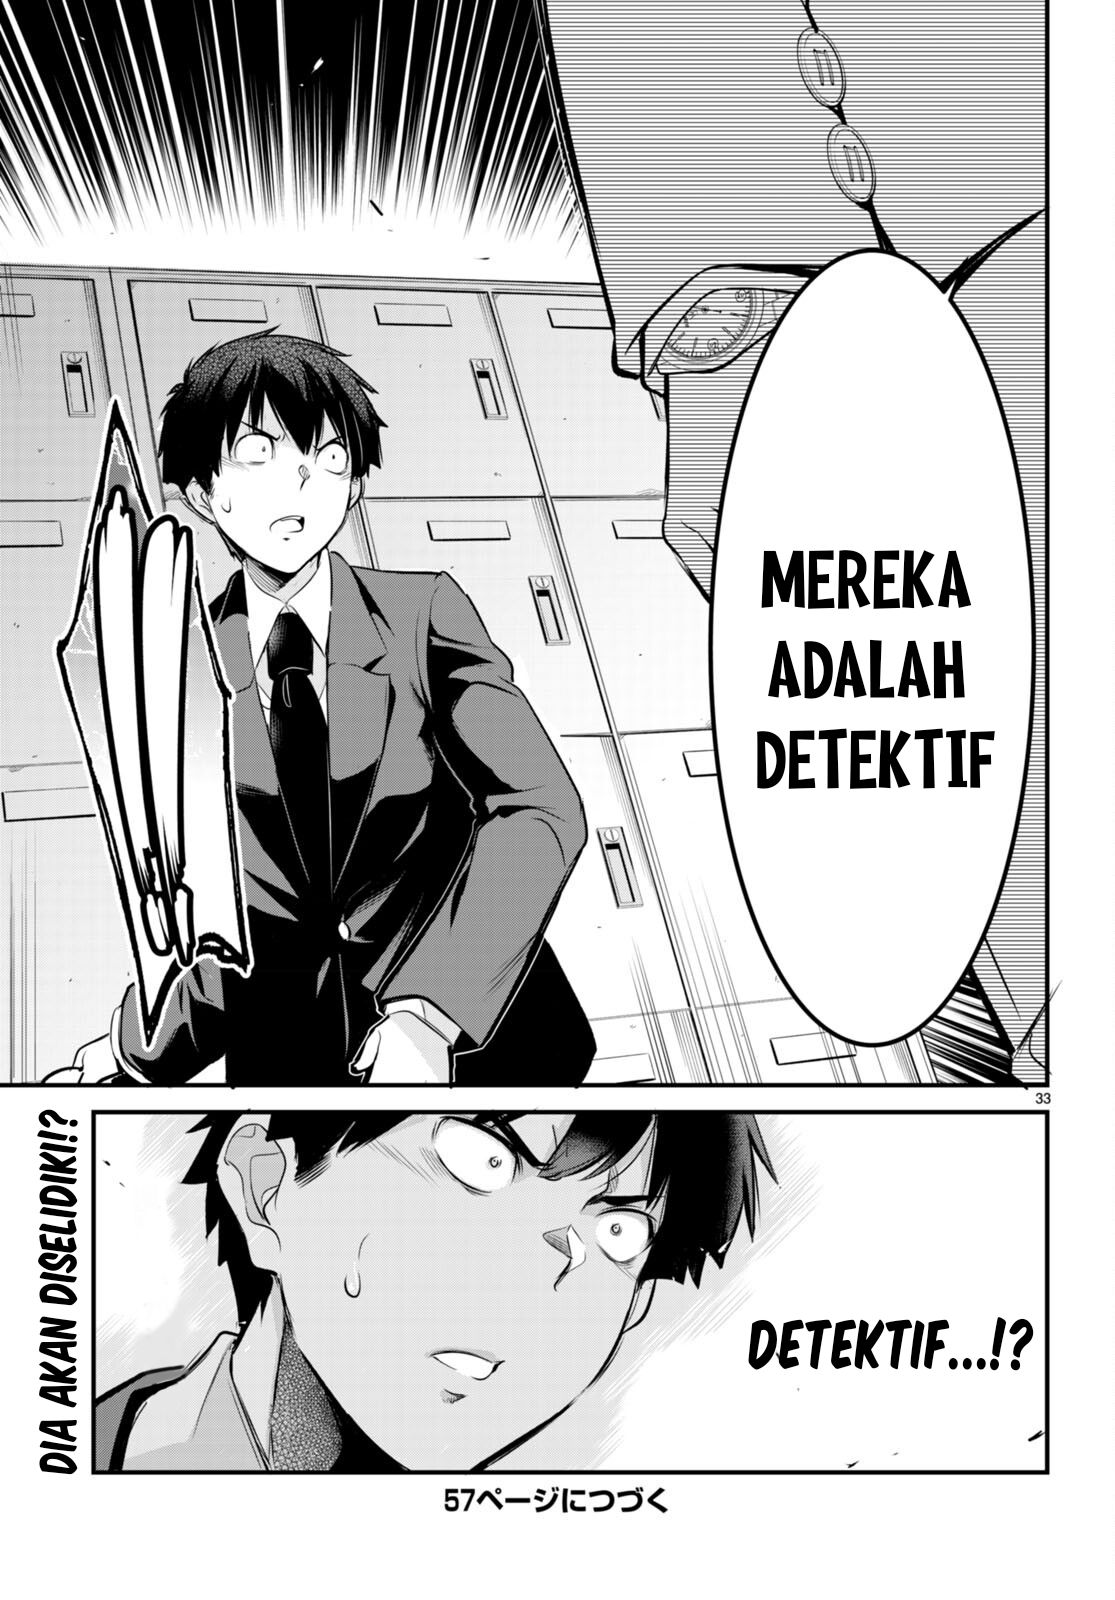 MEREKA
ADALAH
DETEKTIF
33
DETEKTIF...!?
DIA AKAN DISELIDIKI!?
57ページにつづく